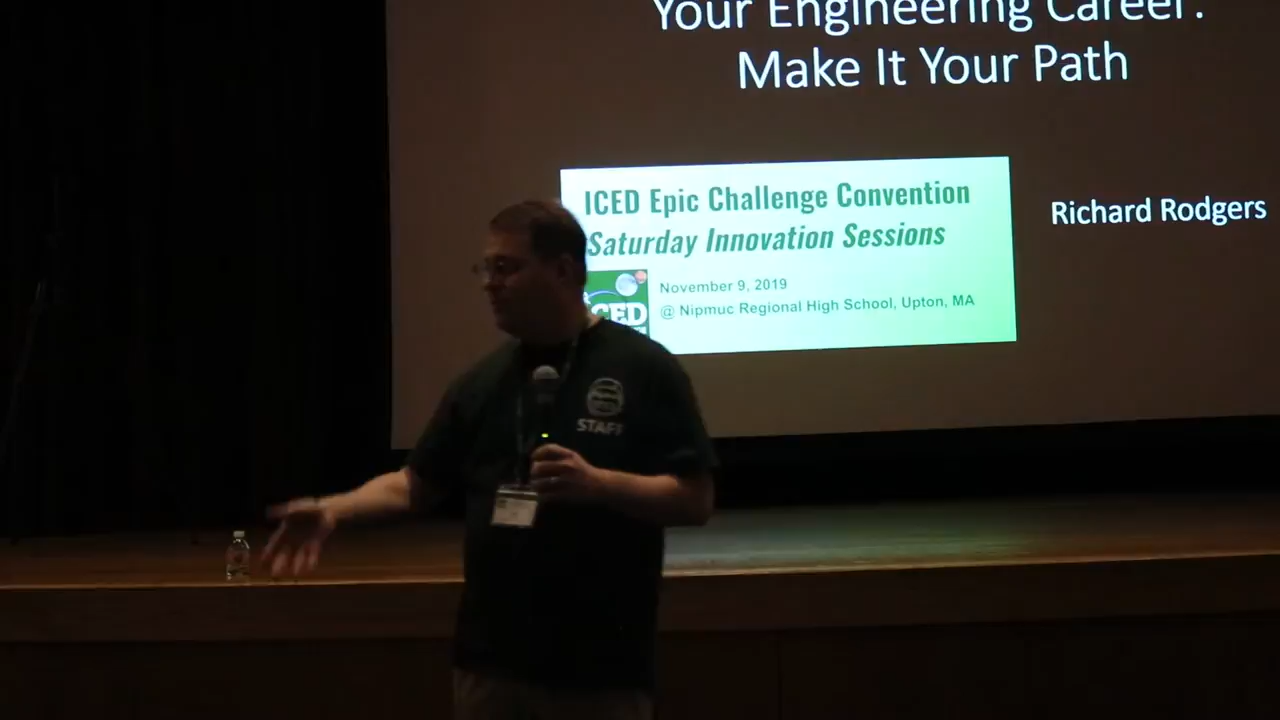 Your Engineering Career:
Make It Your Path
ICED Epic Challenge Convention
Saturday Innovation Sessions
Richard Rodgers
November 9, 2019
@ Nipmuc Regional High School, Upton, MA
CED
STAFF